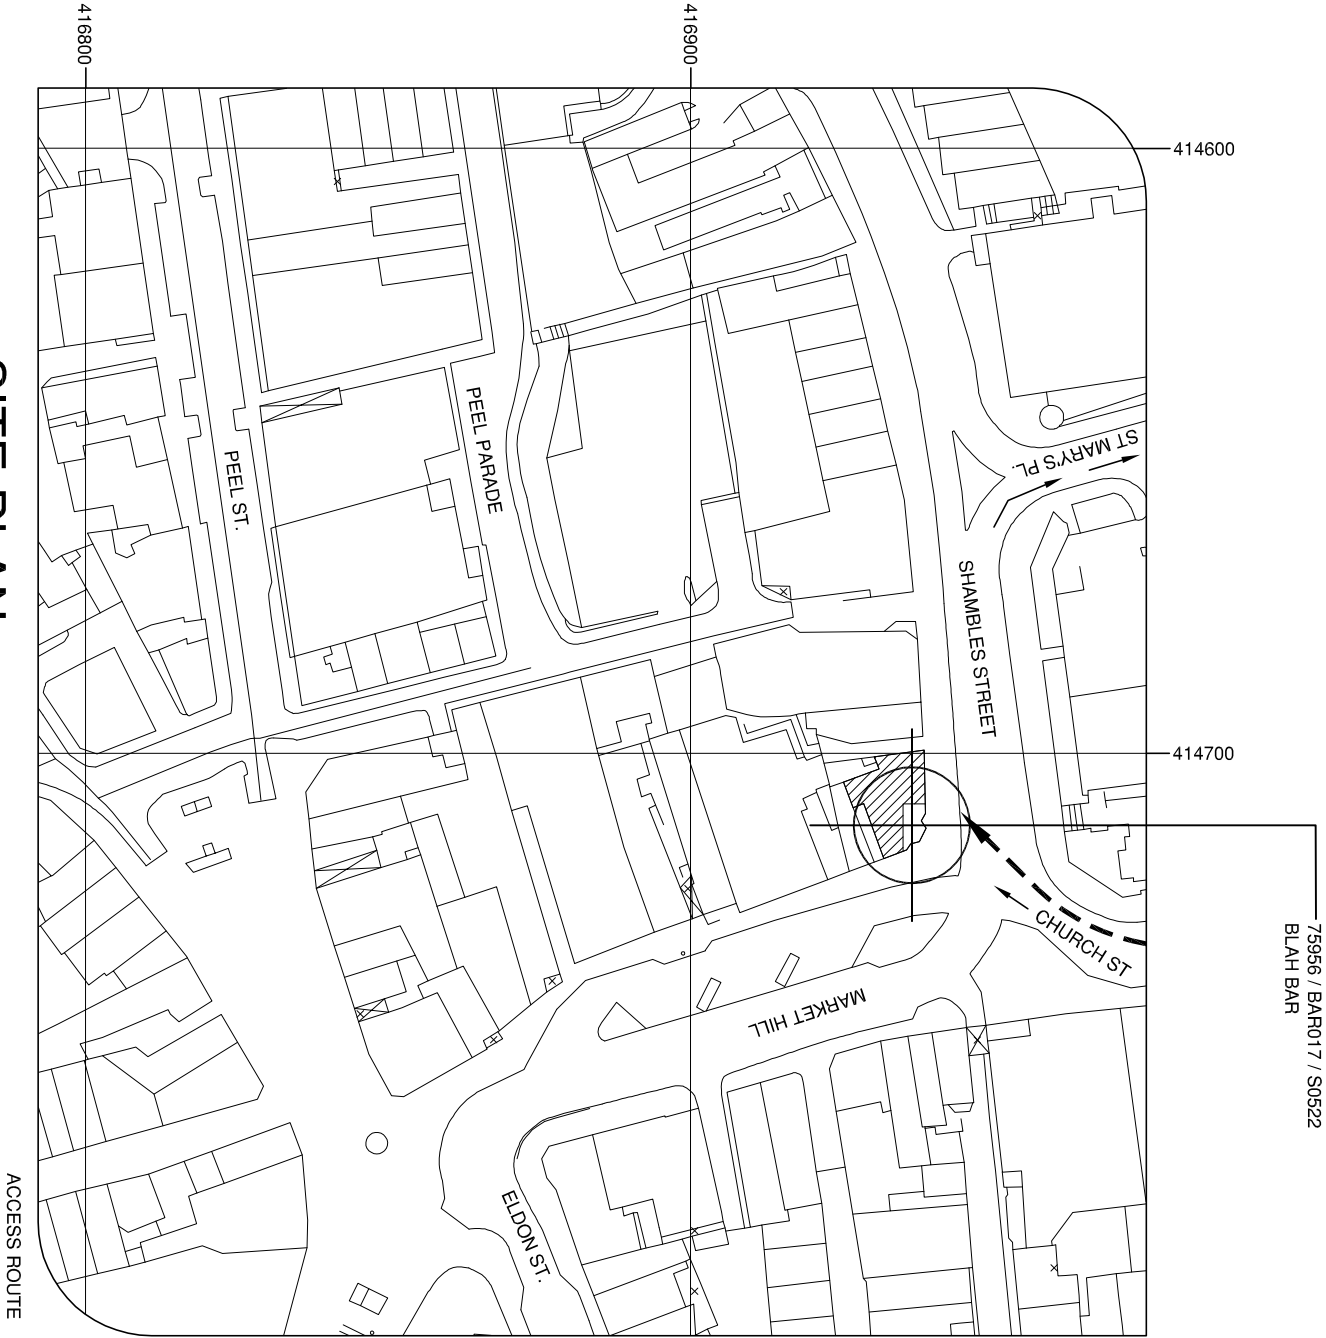 416800
416900
414600
ST MARY'S PL.
PEEL PARADE
PEEL ST.
SHAMBLES STREET
414700
CHURCH ST
75956 / BAR017 / S0522
BLAH BAR
MARKET HILL
ELDON ST.
ACCESS ROUTE